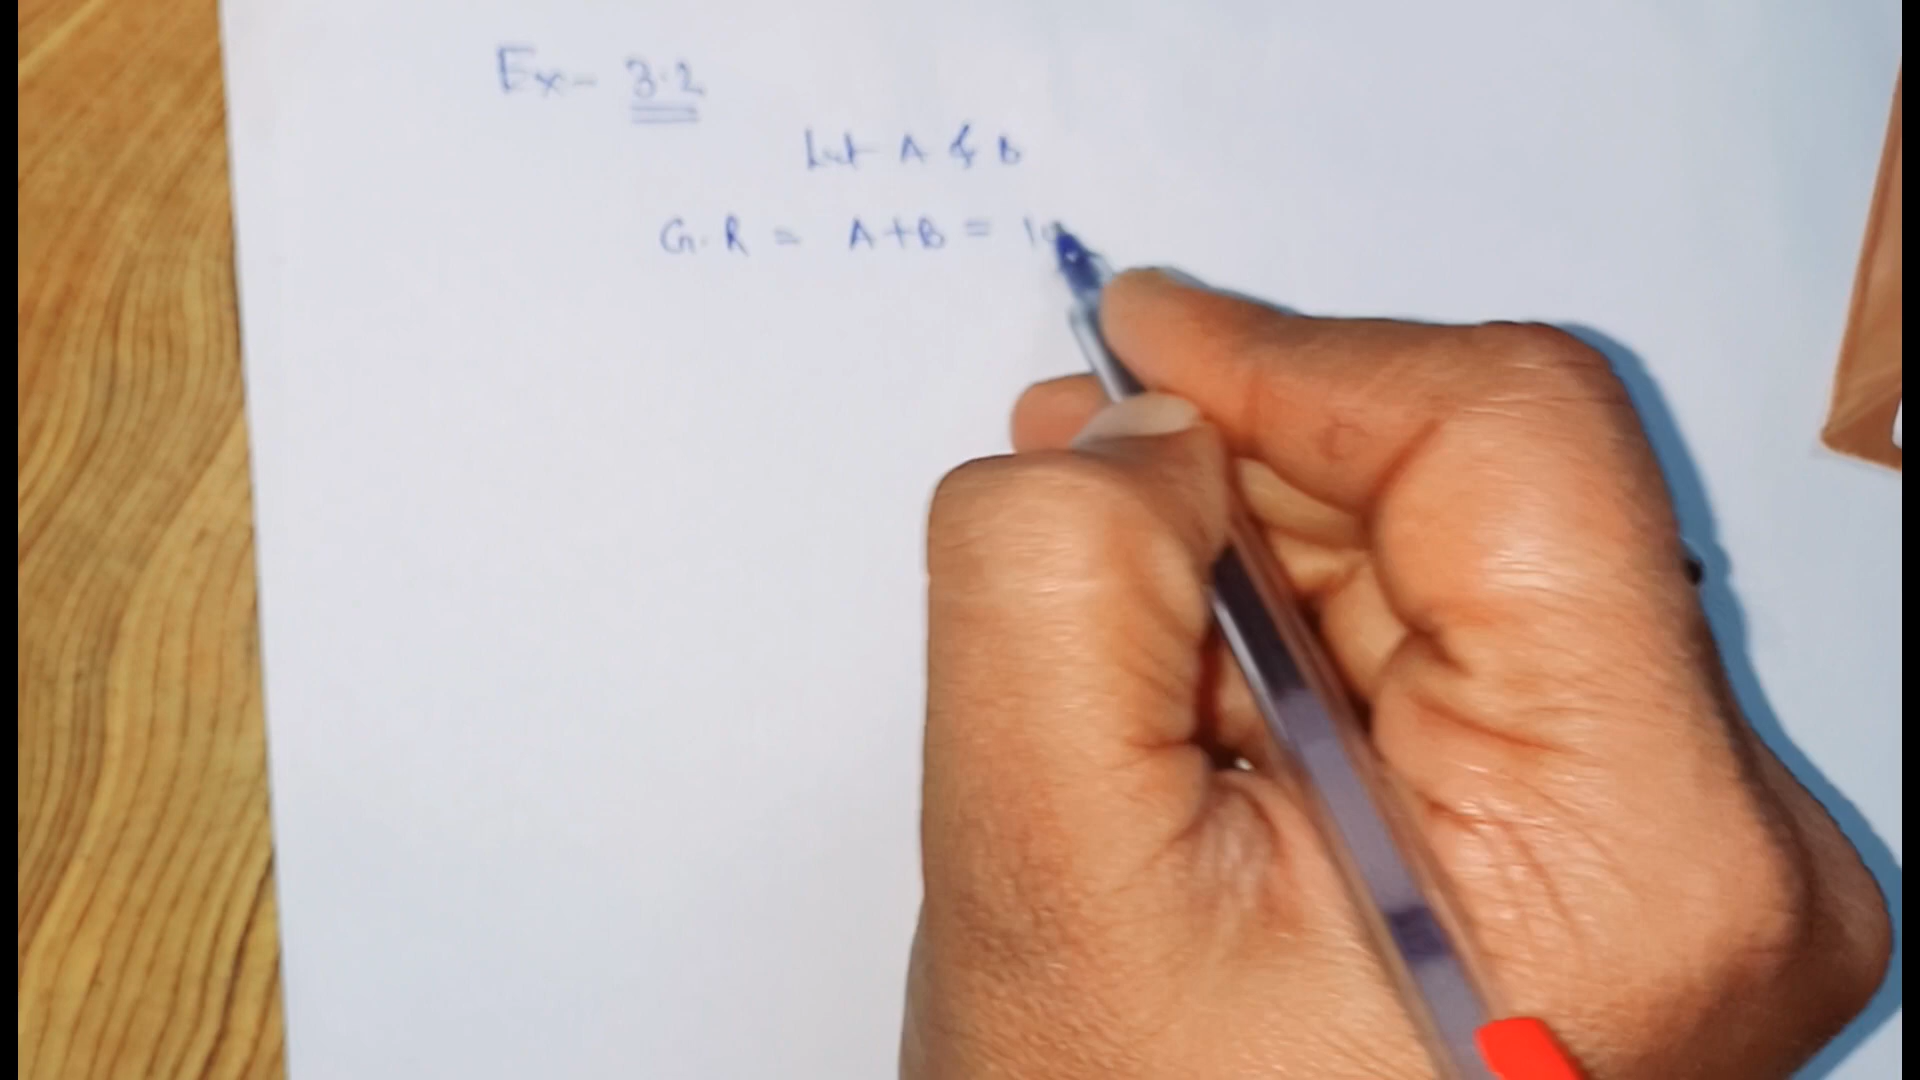 Ex- 3.2
Let A & B
G.R = A+B = 10